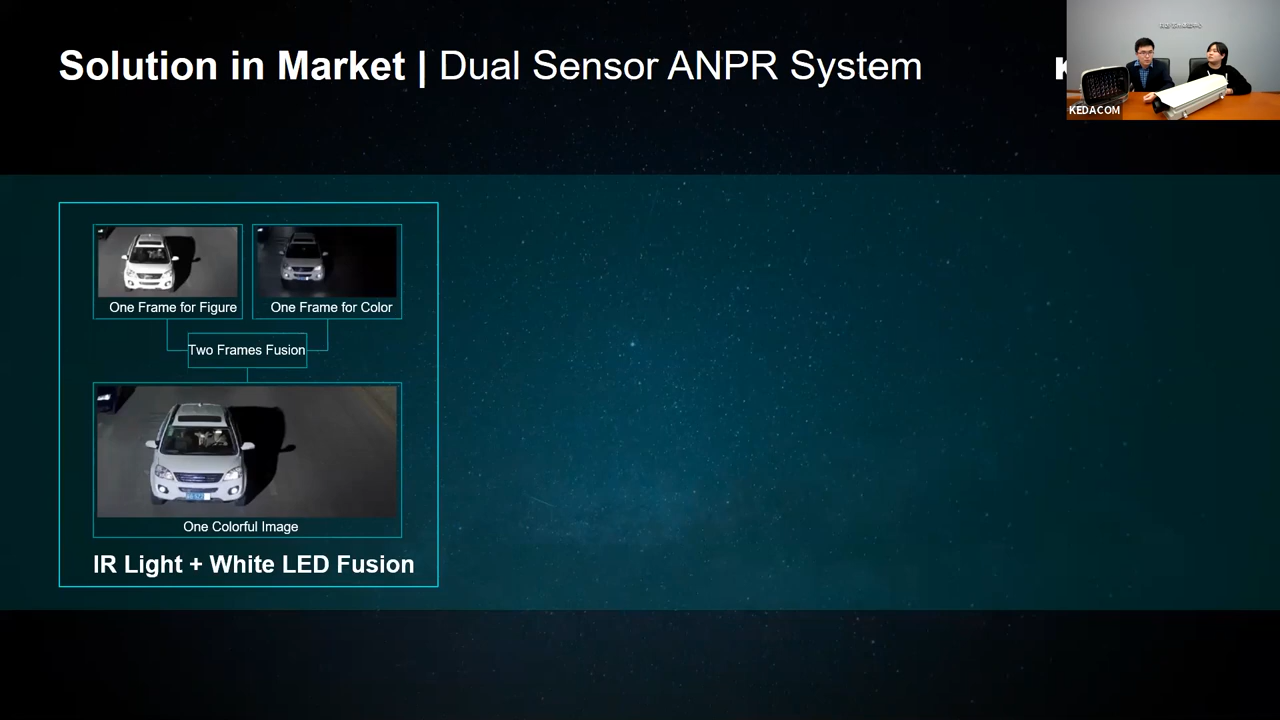 Solution in Market | Dual Sensor ANPR System
K
KEDACOM
One Frame for Figure
One Frame for Color
Two Frames Fusion
One Colorful Image
IR Light + White LED Fusion